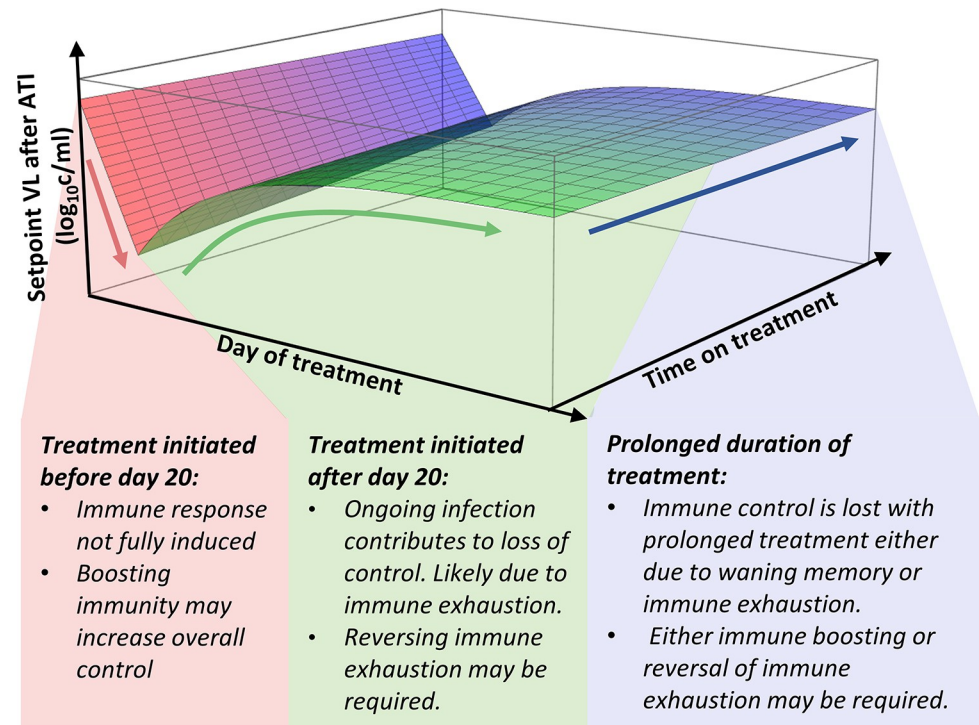 Setpoint VL after ATI
(log₁₀c/ml)
Day of treatment
Time on treatment
Treatment initiated
before day 20:
• Immune response
not fully induced
• Boosting
immunity may
increase overall
control
Treatment initiated
after day 20:
• Ongoing infection
contributes to loss of
control. Likely due to
immune exhaustion.
• Reversing immune
exhaustion may be
required.
Prolonged duration of
treatment:
• Immune control is lost with
prolonged treatment either
due to waning memory or
immune exhaustion.
• Either immune boosting or
reversal of immune
exhaustion may be required.